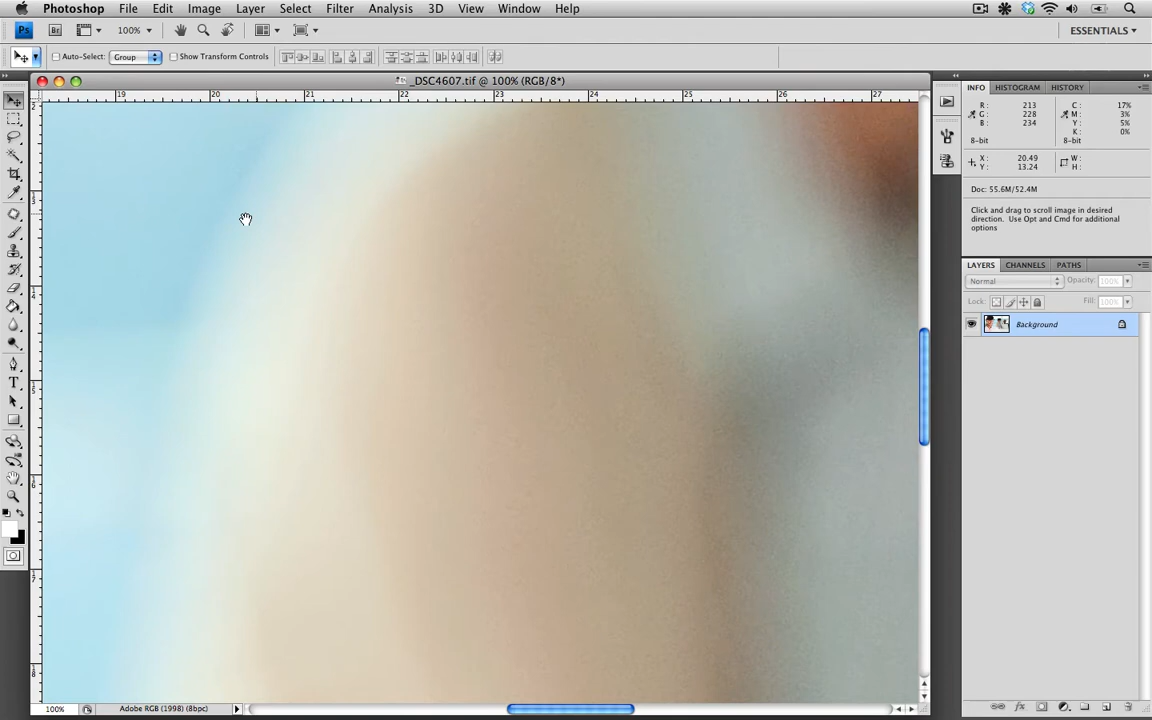 Photoshop File Edit Image Layer Select Filter Analysis 3D View Window Help
Ps Br 100% ESSENTIALS
Auto-Select: Group Show Transform Controls
_DSC4607.tif @ 100% (RGB/8*)
19 20 21 22 23 24 25 26 27
INFO HISTOGRAM HISTORY
R: 213 C: 17%
G: 228 M: 3%
B: 234 Y: 5%
K: 0%
8-bit 8-bit
X: 20.49 W:
Y: 13.24 H:
Doc: 55.6M/52.4M
Click and drag to scroll image in desired
direction. Use Opt and Cmd for additional
options
LAYERS CHANNELS PATHS
Normal Opacity: 100%
Lock: Fill: 100%
Background
T
100% Adobe RGB (1998) (8bpc)